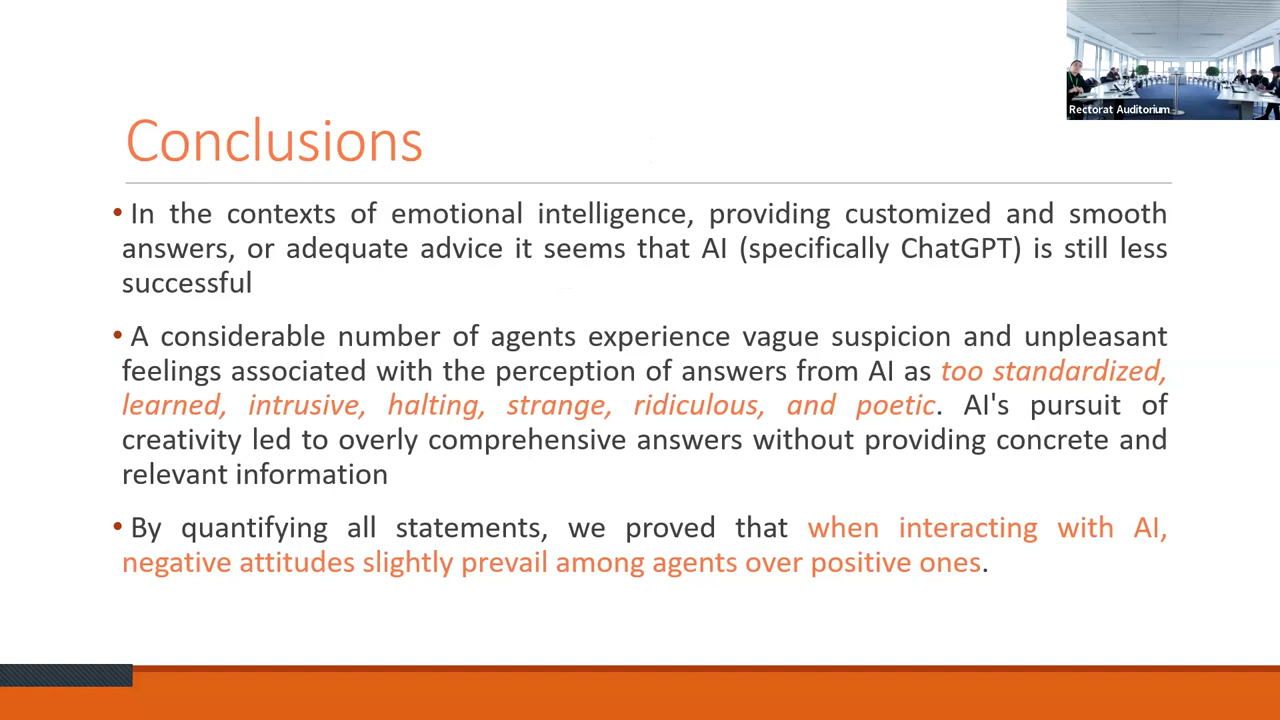 Rectorat Auditorium
Conclusions
• In the contexts of emotional intelligence, providing customized and smooth
answers, or adequate advice it seems that AI (specifically ChatGPT) is still less
successful
• A considerable number of agents experience vague suspicion and unpleasant
feelings associated with the perception of answers from AI as too standardized,
learned, intrusive, halting, strange, ridiculous, and poetic. AI's pursuit of
creativity led to overly comprehensive answers without providing concrete and
relevant information
• By quantifying all statements, we proved that when interacting with AI,
negative attitudes slightly prevail among agents over positive ones.